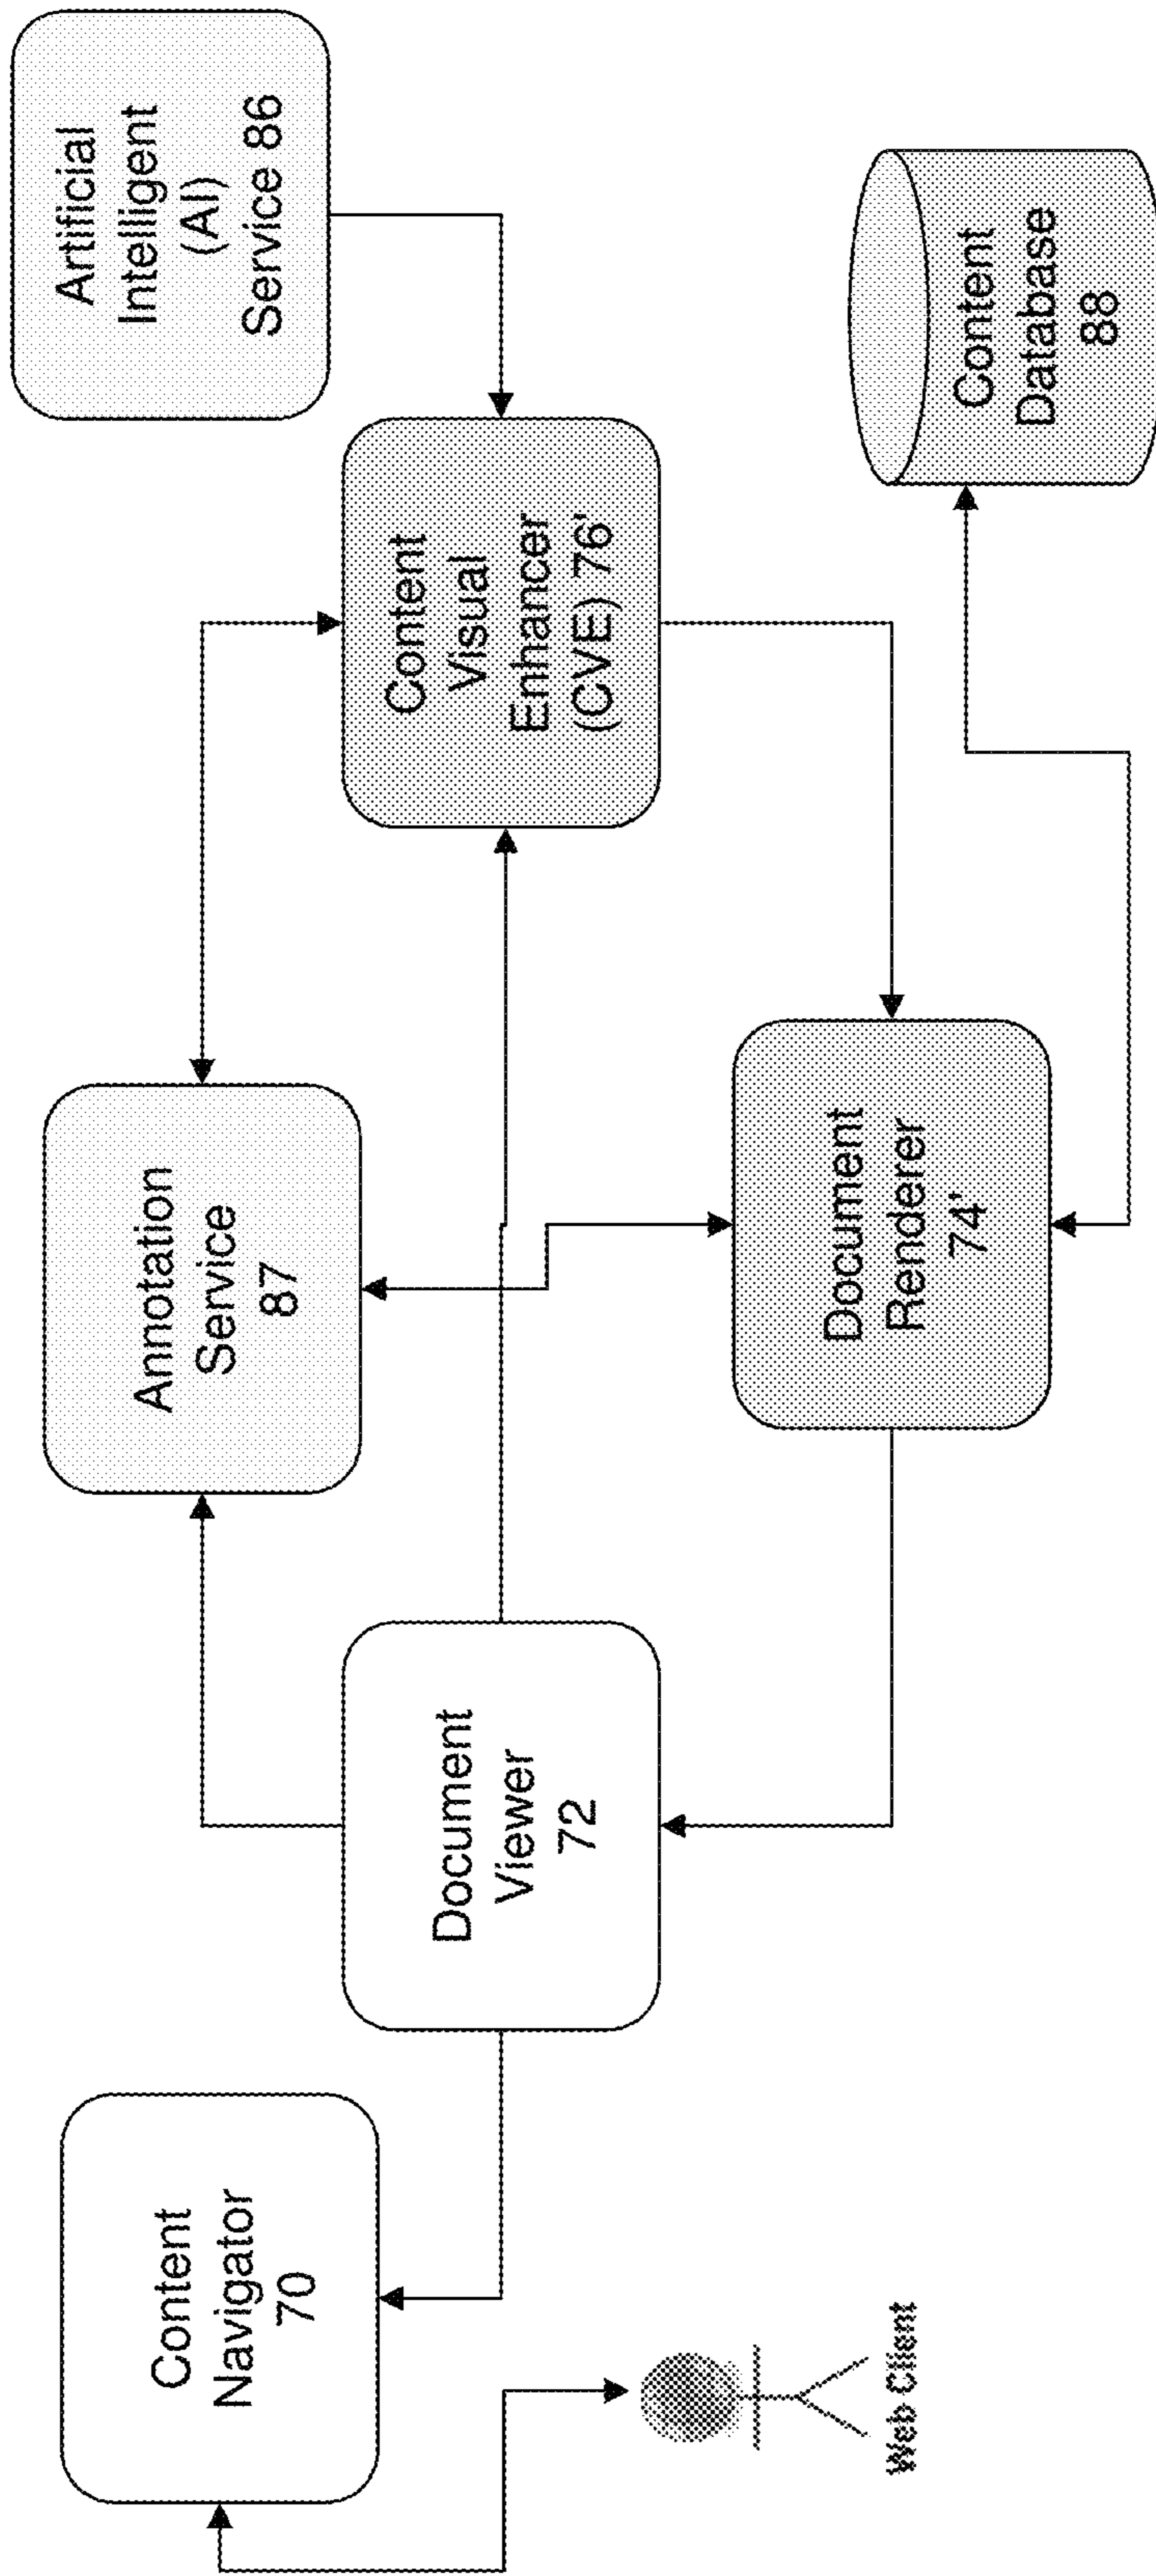 Content
Navigator
70
Web Client
Document
Viewer
72
Annotation
Service
87
Document
Renderer
74'
Content
Visual
Enhancer
(CVE) 76'
Artificial
Intelligent
(AI)
Service 86
Content
Database
88